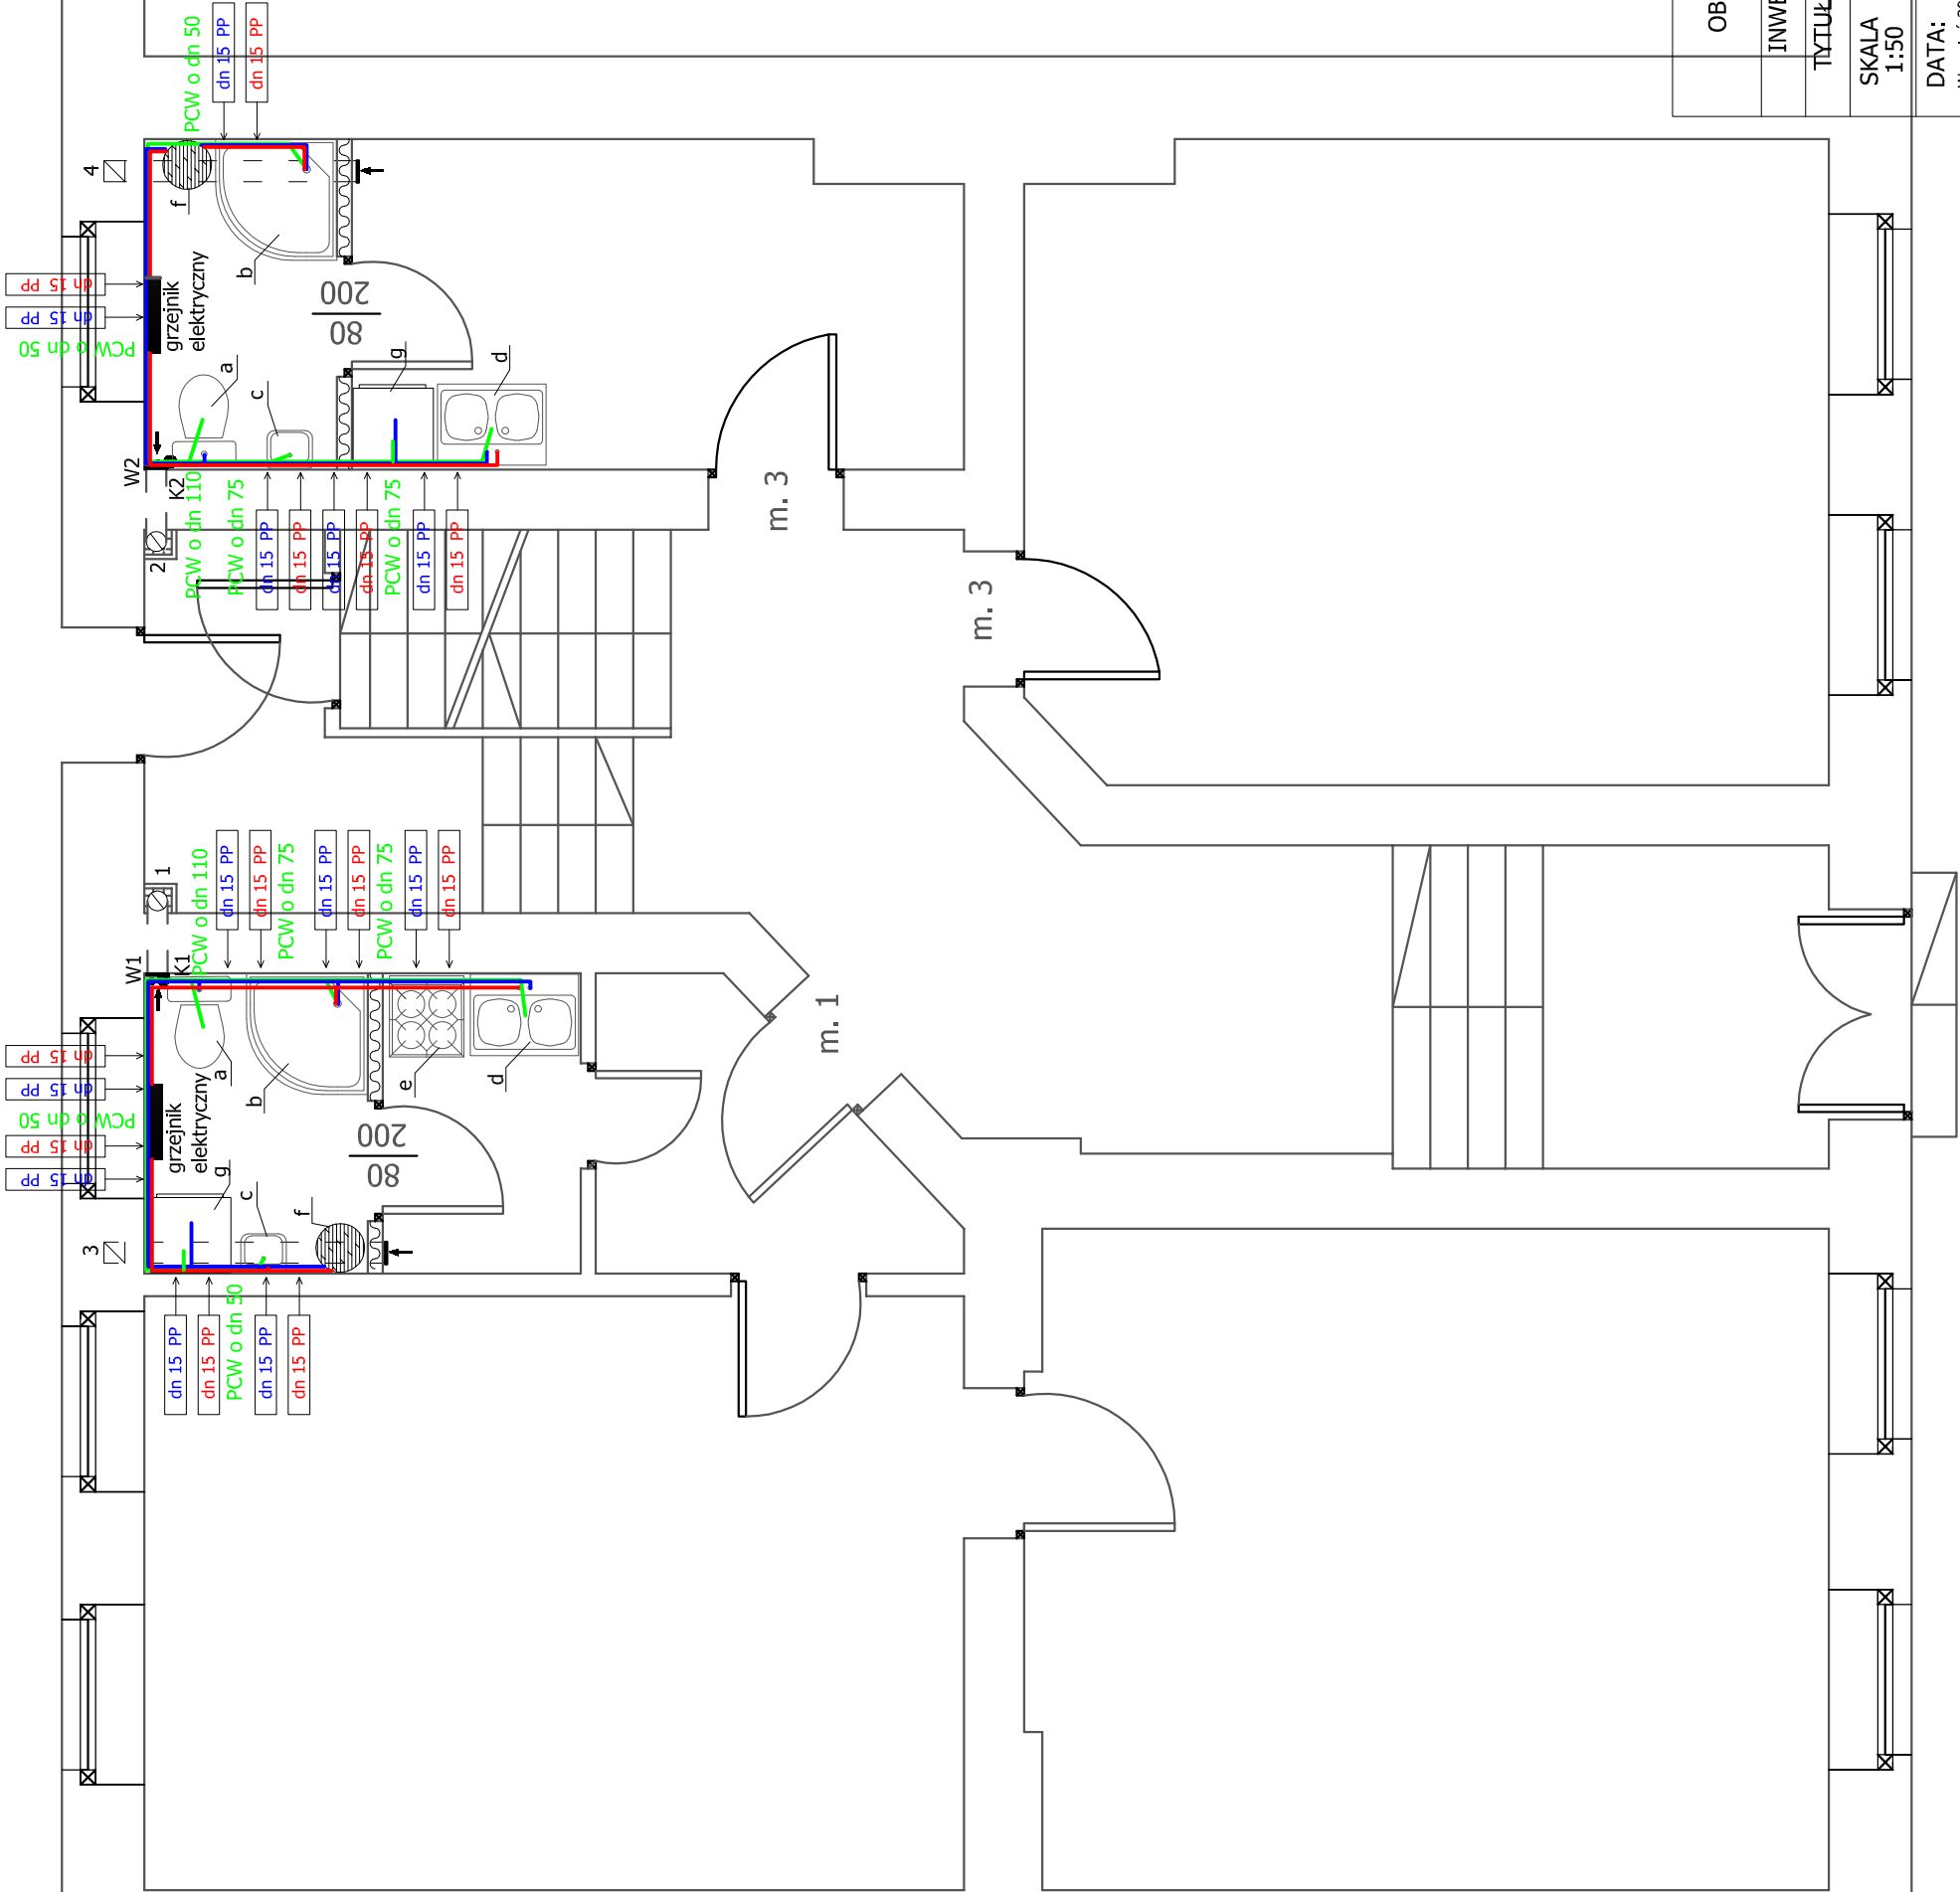 OB
INWE
TYTUŁ
SKALA
1:50
DATA:
PCW o dn 50
dn 15 PP
dn 15 PP
4
f
b
dn 15 PP
dn 15 PP
PCW o dn 50
grzejnik
elektryczny
200
80
a
c
g
d
W2
K2
2
PCW o dn 110
PCW o dn 75
dn 15 PP
dn 15 PP
dn 15 PP
dn 15 PP
PCW o dn 75
dn 15 PP
dn 15 PP
m. 3
m. 3
1
PCW o dn 110
dn 15 PP
dn 15 PP
PCW o dn 75
dn 15 PP
dn 15 PP
PCW o dn 75
dn 15 PP
dn 15 PP
W1
K1
dn 15 PP
dn 15 PP
PCW o dn 50
dn 15 PP
dn 15 PP
grzejnik
elektryczny
a
b
e
d
m. 1
200
80
g
c
f
3
dn 15 PP
dn 15 PP
PCW o dn 50
dn 15 PP
dn 15 PP